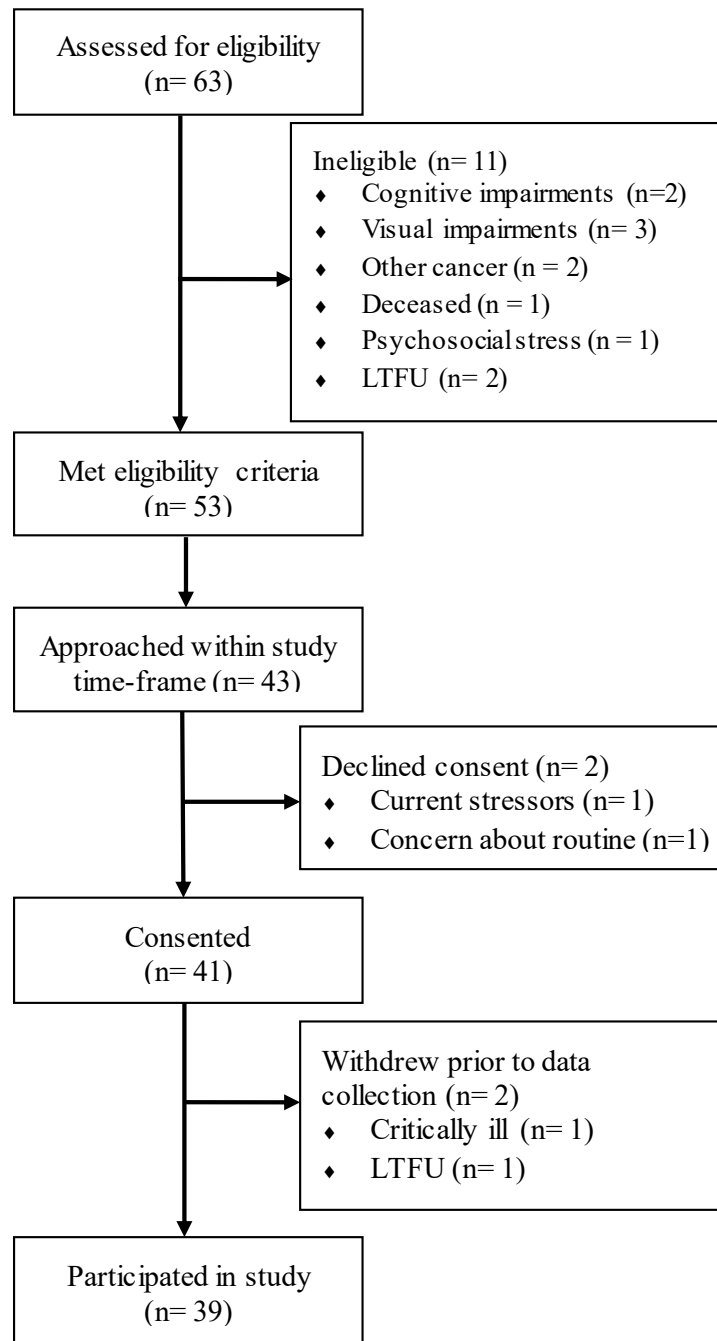 Assessed for eligibility
(n= 63)
Ineligible (n= 11)
♦ Cognitive impairments (n=2)
♦ Visual impairments (n= 3)
♦ Other cancer (n = 2)
♦ Deceased (n = 1)
♦ Psychosocial stress (n = 1)
♦ LTFU (n= 2)
Met eligibility criteria
(n= 53)
Approached within study
time-frame (n= 43)
Declined consent (n= 2)
♦ Current stressors (n= 1)
♦ Concern about routine (n=1)
Consented
(n= 41)
Withdrew prior to data
collection (n= 2)
♦ Critically ill (n= 1)
♦ LTFU (n= 1)
Participated in study
(n= 39)